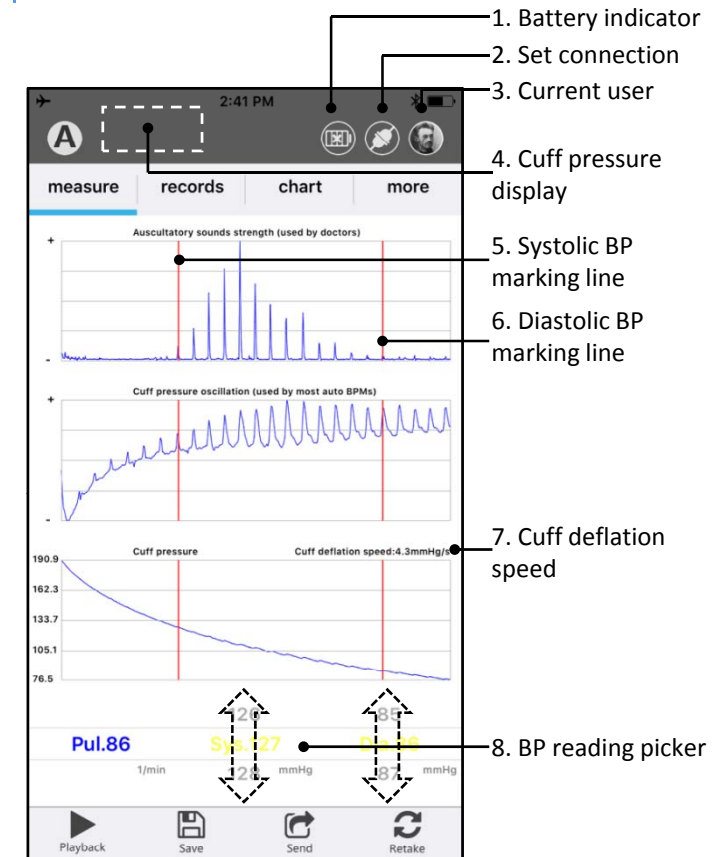 1. Battery indicator
2. Set connection
3. Current user
2:41 PM
A
4. Cuff pressure
display
measure records chart more
Auscultatory sounds strength (used by doctors)
+
-
5. Systolic BP
marking line
6. Diastolic BP
marking line
Cuff pressure oscillation (used by most auto BPMs)
+
-
7. Cuff deflation
speed
Cuff pressure Cuff deflation speed:4.3mmHg/s
190.9
162.3
133.7
105.1
76.5
126 85
Pul.86 Sys.127 Dia.86
8. BP reading picker
1/min 128 mmHg 87 mmHg
Playback Save Send Retake